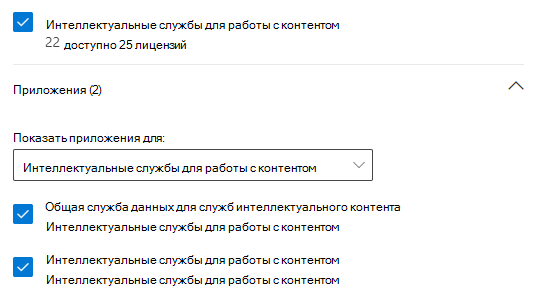 Интеллектуальные службы для работы с контентом
22 доступно 25 лицензий
Приложения (2)
Показать приложения для:
Интеллектуальные службы для работы с контентом
Общая служба данных для служб интеллектуального контента
Интеллектуальные службы для работы с контентом
Интеллектуальные службы для работы с контентом
Интеллектуальные службы для работы с контентом